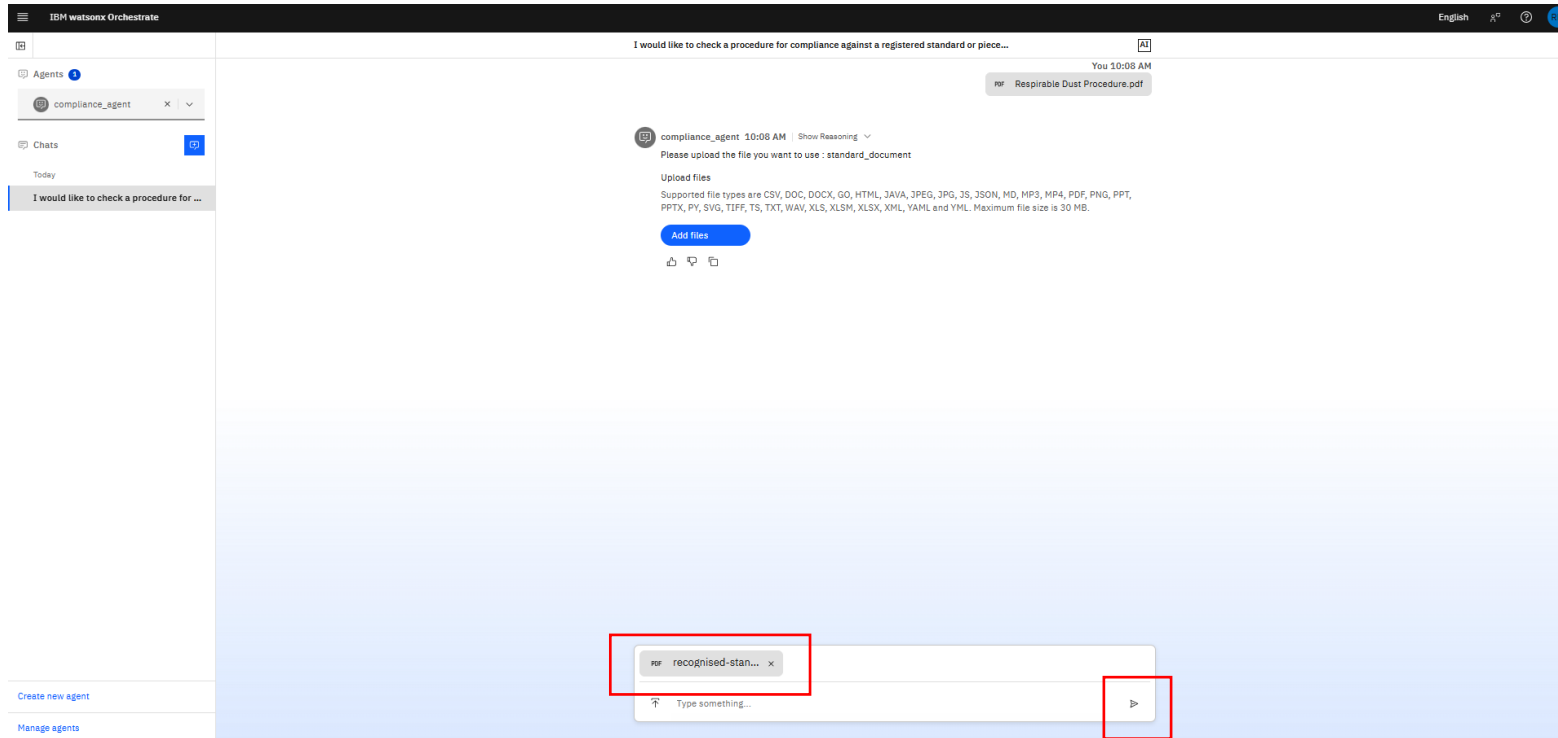 IBM watsonx Orchestrate
English
I would like to check a procedure for compliance against a registered standard or piece...
AI
Agents 1
compliance_agent
Chats
Today
I would like to check a procedure for ...
You 10:08 AM
PDF Respirable Dust Procedure.pdf
compliance_agent 10:08 AM Show Reasoning
Please upload the file you want to use : standard_document
Upload files
Supported file types are CSV, DOC, DOCX, GO, HTML, JAVA, JPEG, JPG, JS, JSON, MD, MP3, MP4, PDF, PNG, PPT,
PPTX, PY, SVG, TIFF, TS, TXT, WAV, XLS, XLSM, XLSX, XML, YAML and YML. Maximum file size is 30 MB.
Add files
PDF recognised-stan...
Type something...
Create new agent
Manage agents